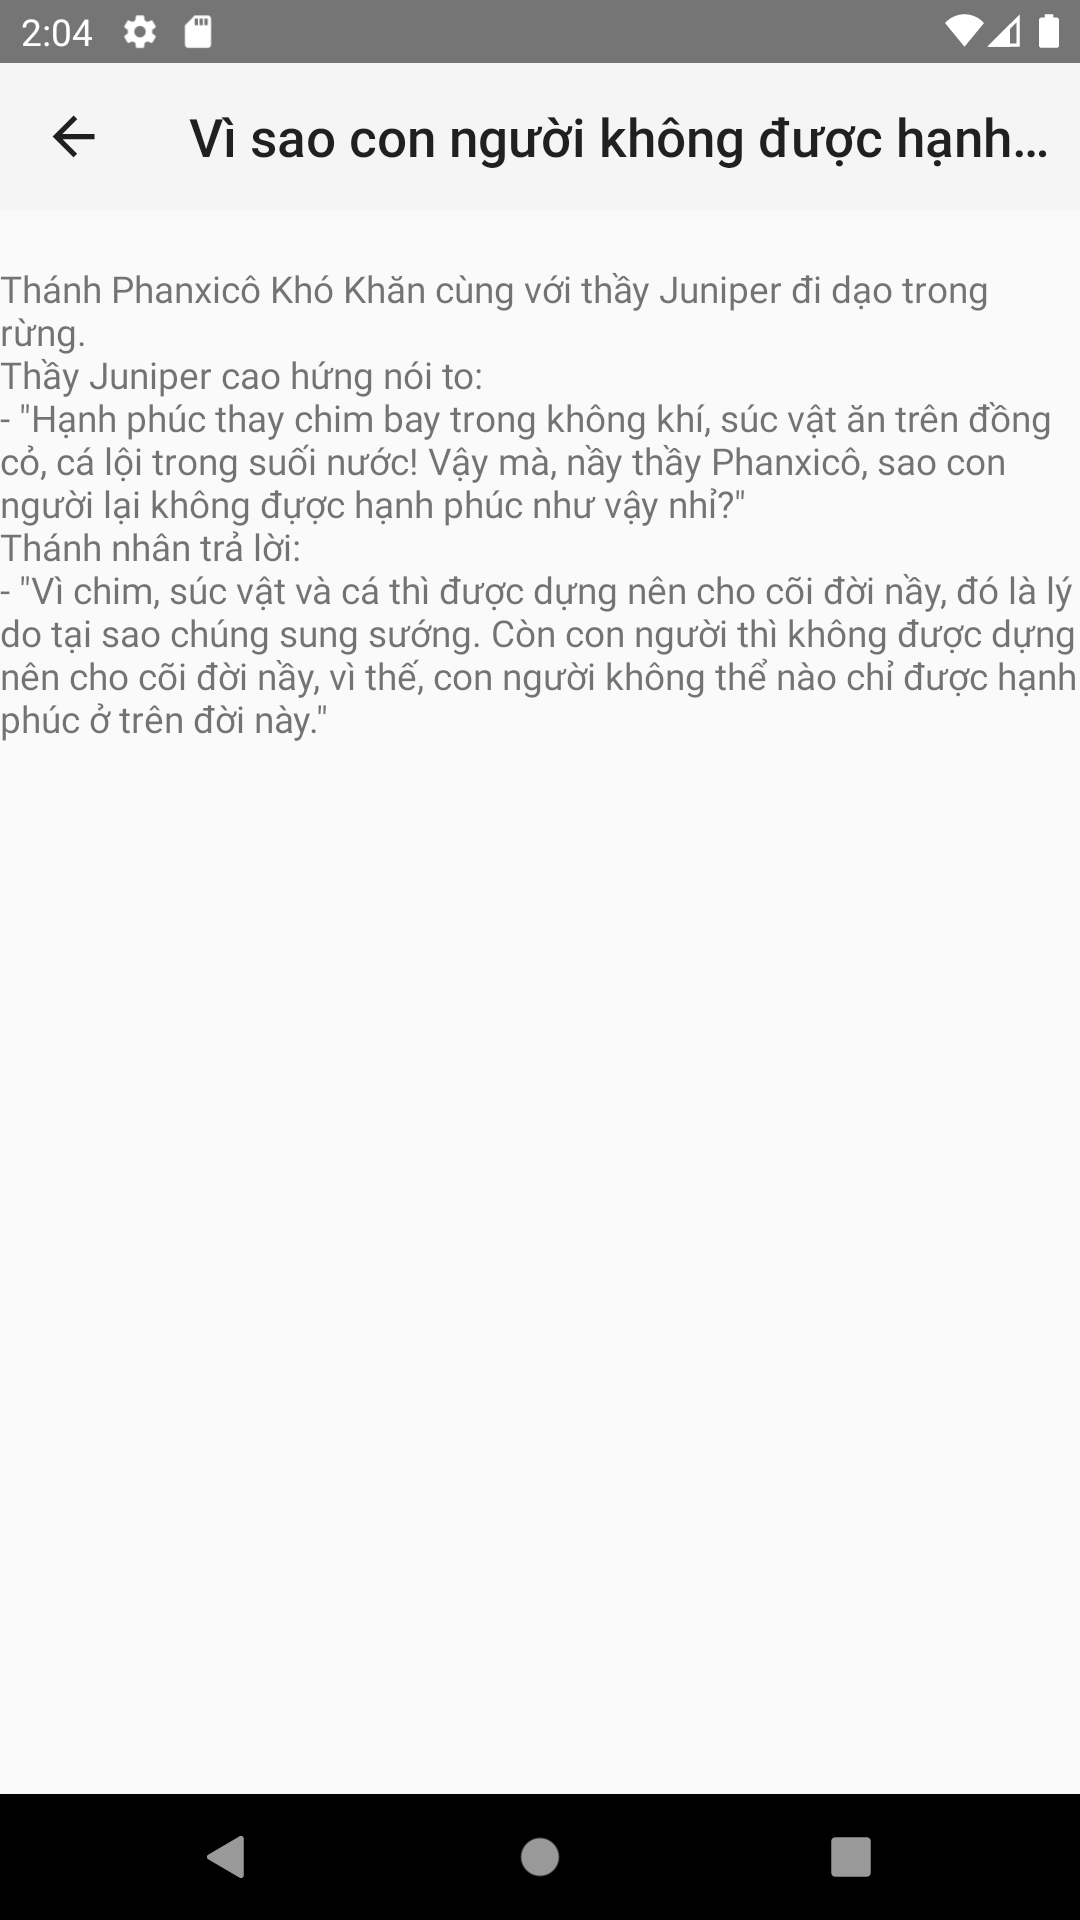 2:04
Vì sao con người không được hạnh...
Thánh Phanxicô Khó Khăn cùng với thầy Juniper đi dạo trong
rừng.
Thầy Juniper cao hứng nói to:
- "Hạnh phúc thay chim bay trong không khí, súc vật ăn trên đồng
cỏ, cá lội trong suối nước! Vậy mà, nầy thầy Phanxicô, sao con
người lại không được hạnh phúc như vậy nhỉ?"
Thánh nhân trả lời:
- "Vì chim, súc vật và cá thì được dựng nên cho cõi đời nầy, đó là lý
do tại sao chúng sung sướng. Còn con người thì không được dựng
nên cho cõi đời nầy, vì thế, con người không thể nào chỉ được hạnh
phúc ở trên đời này."